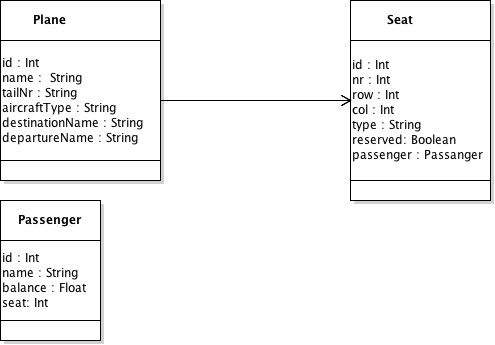 Plane
id : Int
name :  String
tailNr : String
aircraftType : String
destinationName : String
departureName : String
Seat
id : Int
nr : Int
row : Int
col : Int
type : String
reserved: Boolean
passenger : Passanger
Passenger
id : Int
name : String
balance : Float
seat: Int